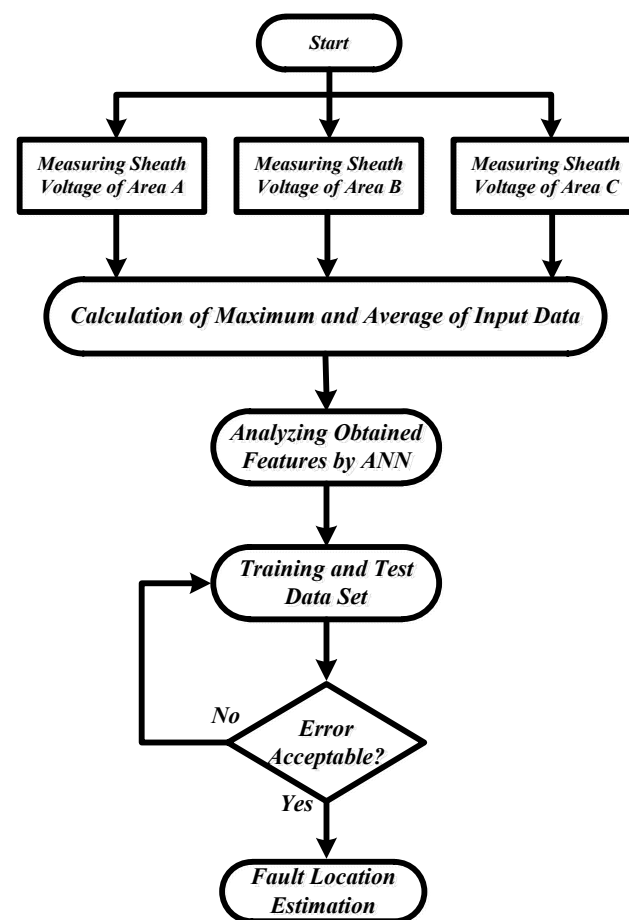 Start
Measuring Sheath
Voltage of Area A
Measuring Sheath
Voltage of Area B
Measuring Sheath
Voltage of Area C
Calculation of Maximum and Average of Input Data
Analyzing Obtained
Features by ANN
Training and Test
Data Set
No
Error
Acceptable?
Yes
Fault Location
Estimation